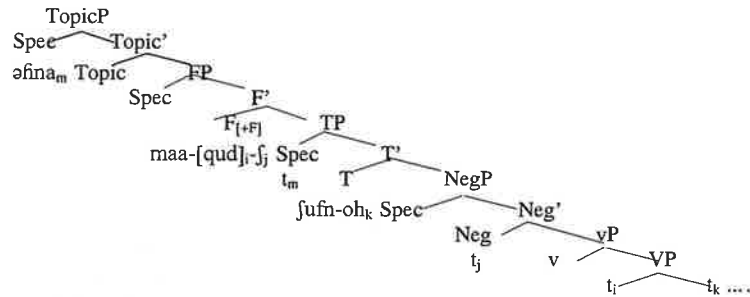 TopicP
Spec Topic’
əħnam Topic FP
Spec F’
F[+F] TP
maa-[qud]i-ʃj Spec T’
tm T NegP
ʃufn-ohk Spec Neg’
Neg vP
tj v VP
ti tk ....